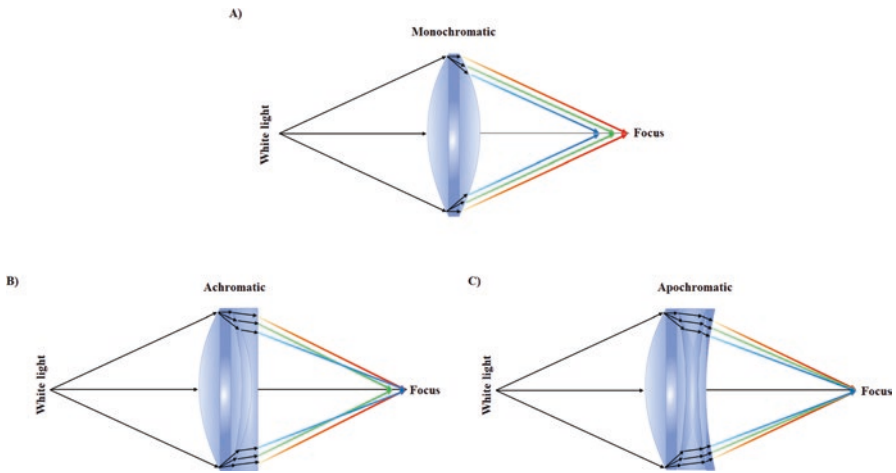 A)
Monochromatic
White light
Focus
B)
Achromatic
White light
Focus
C)
Apochromatic
White light
Focus